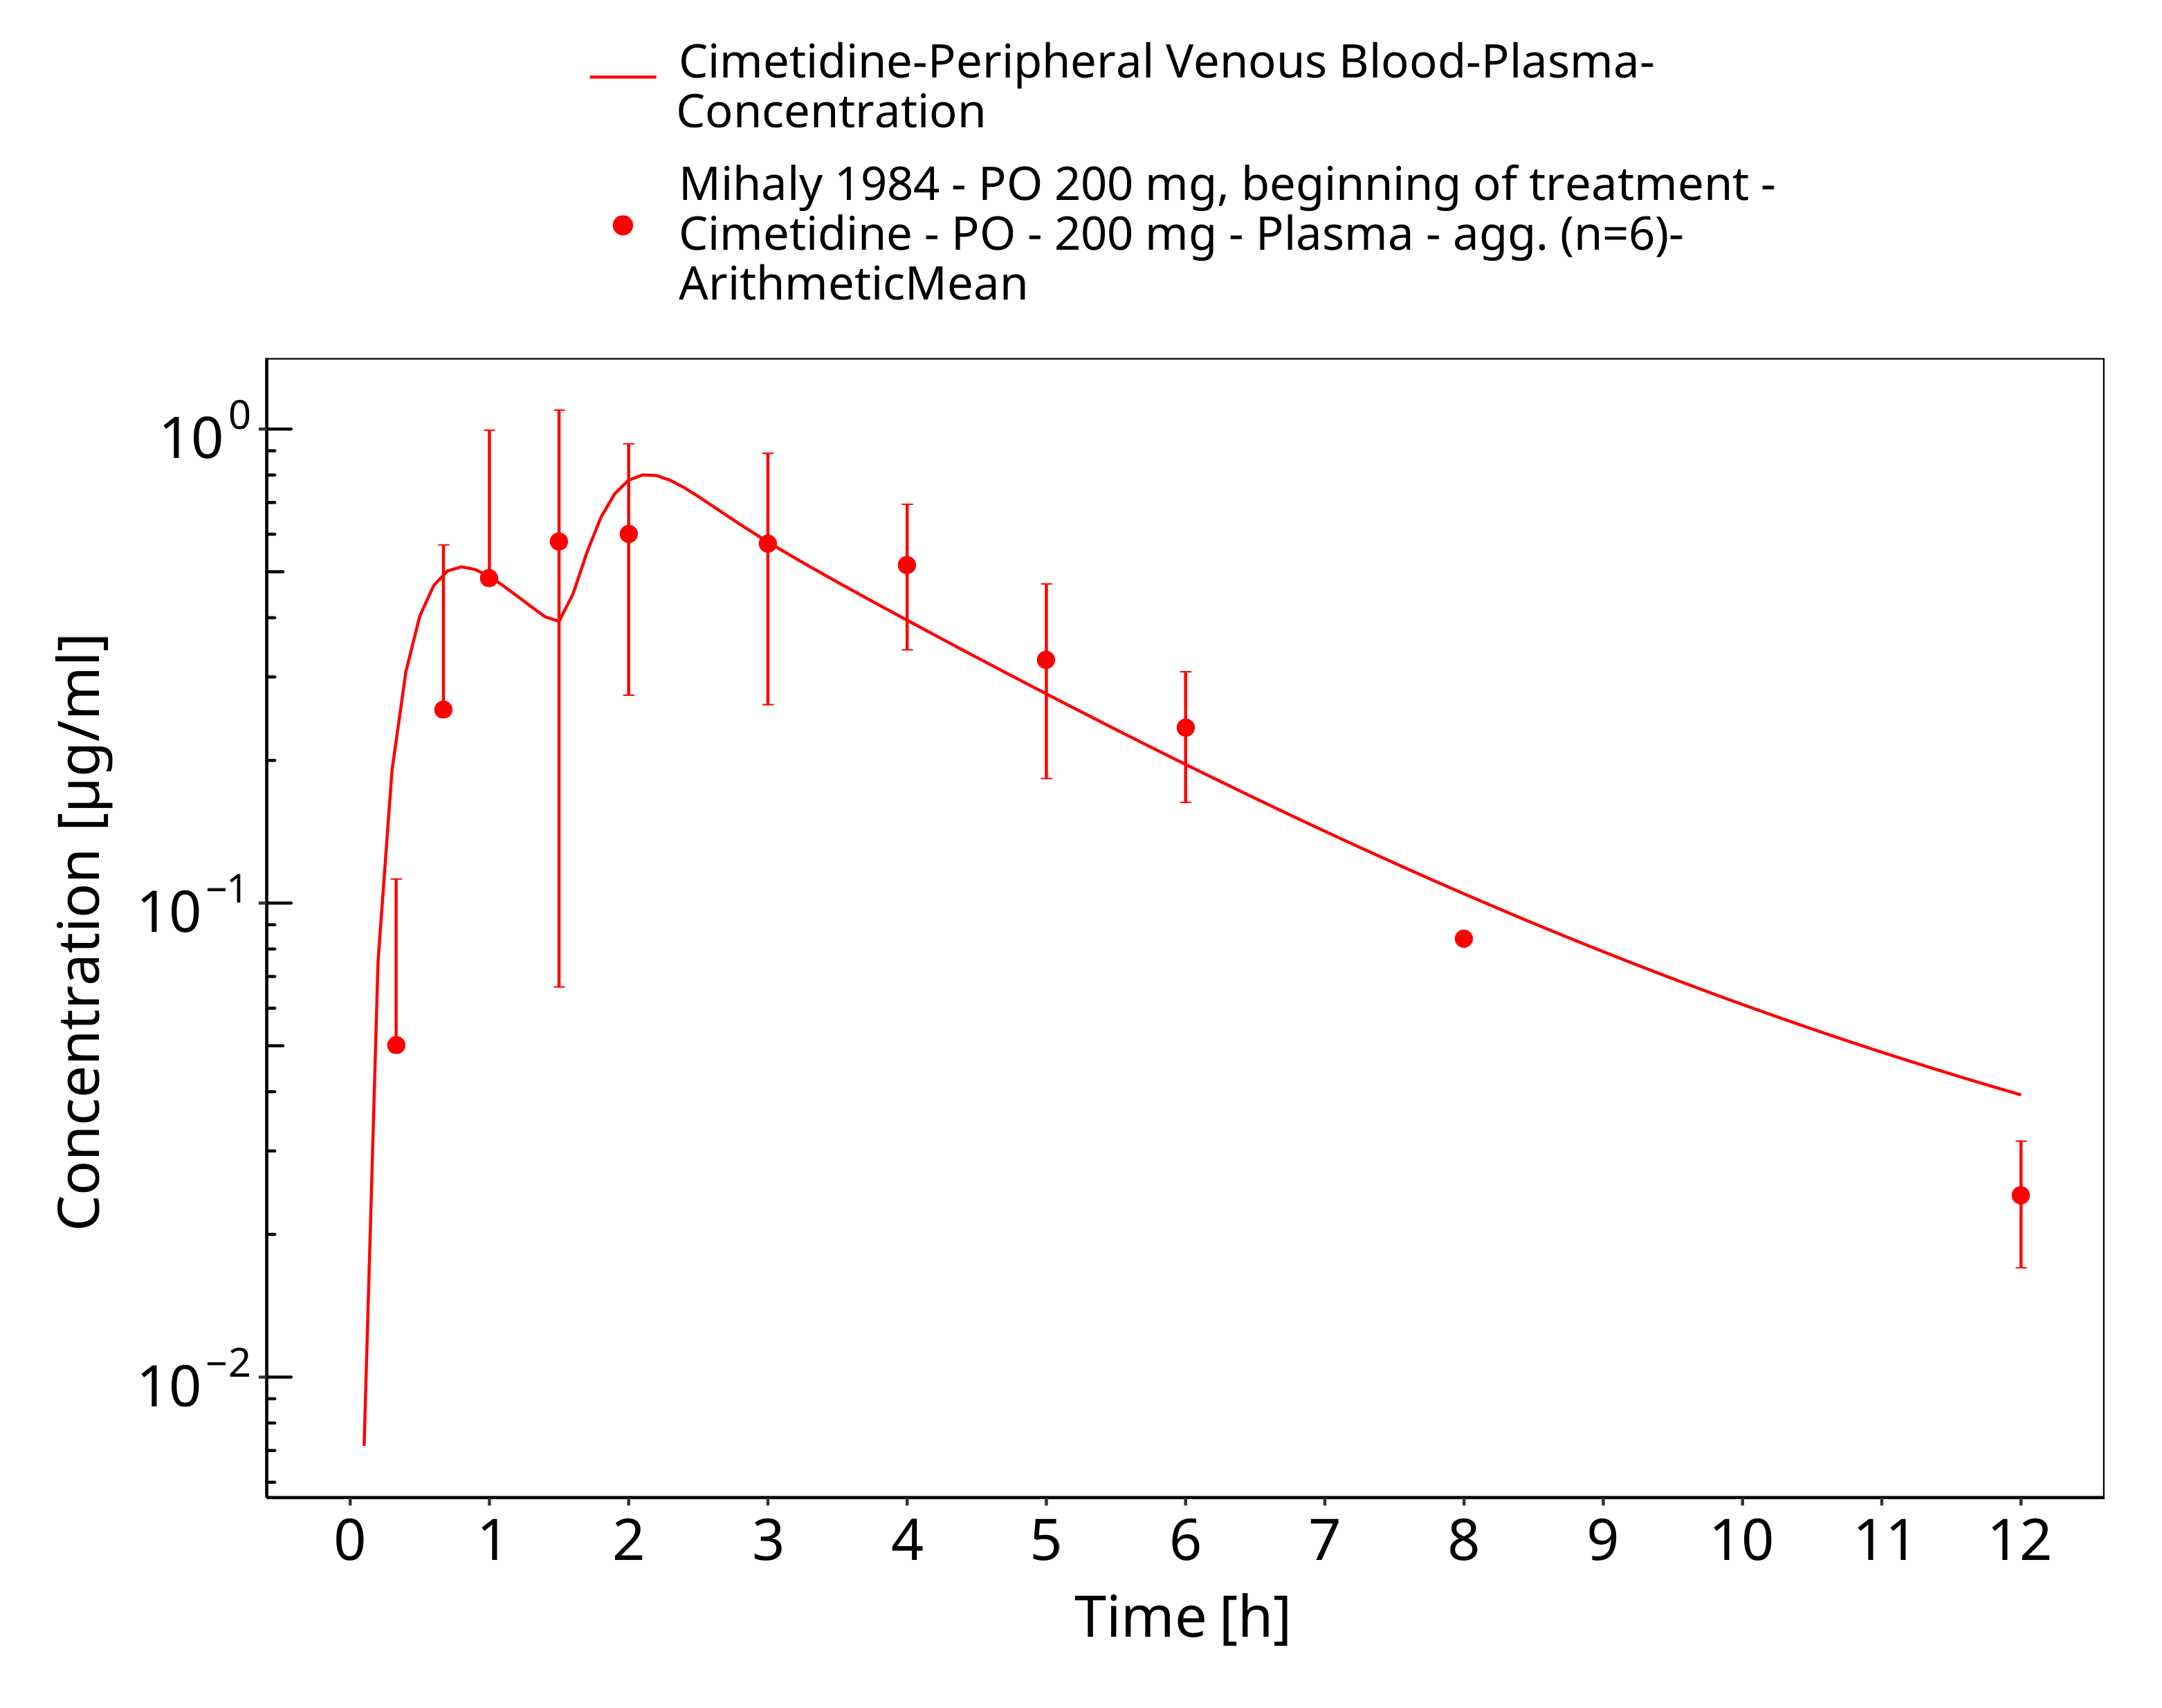 Cimetidine-Peripheral Venous Blood-Plasma-
Concentration
Mihaly 1984 - PO 200 mg, beginning of treatment -
Cimetidine - PO - 200 mg - Plasma - agg. (n=6)-
ArithmeticMean
10⁰
10⁻¹
10⁻²
Concentration [µg/ml]
0 1 2 3 4 5 6 7 8 9 10 11 12
Time [h]